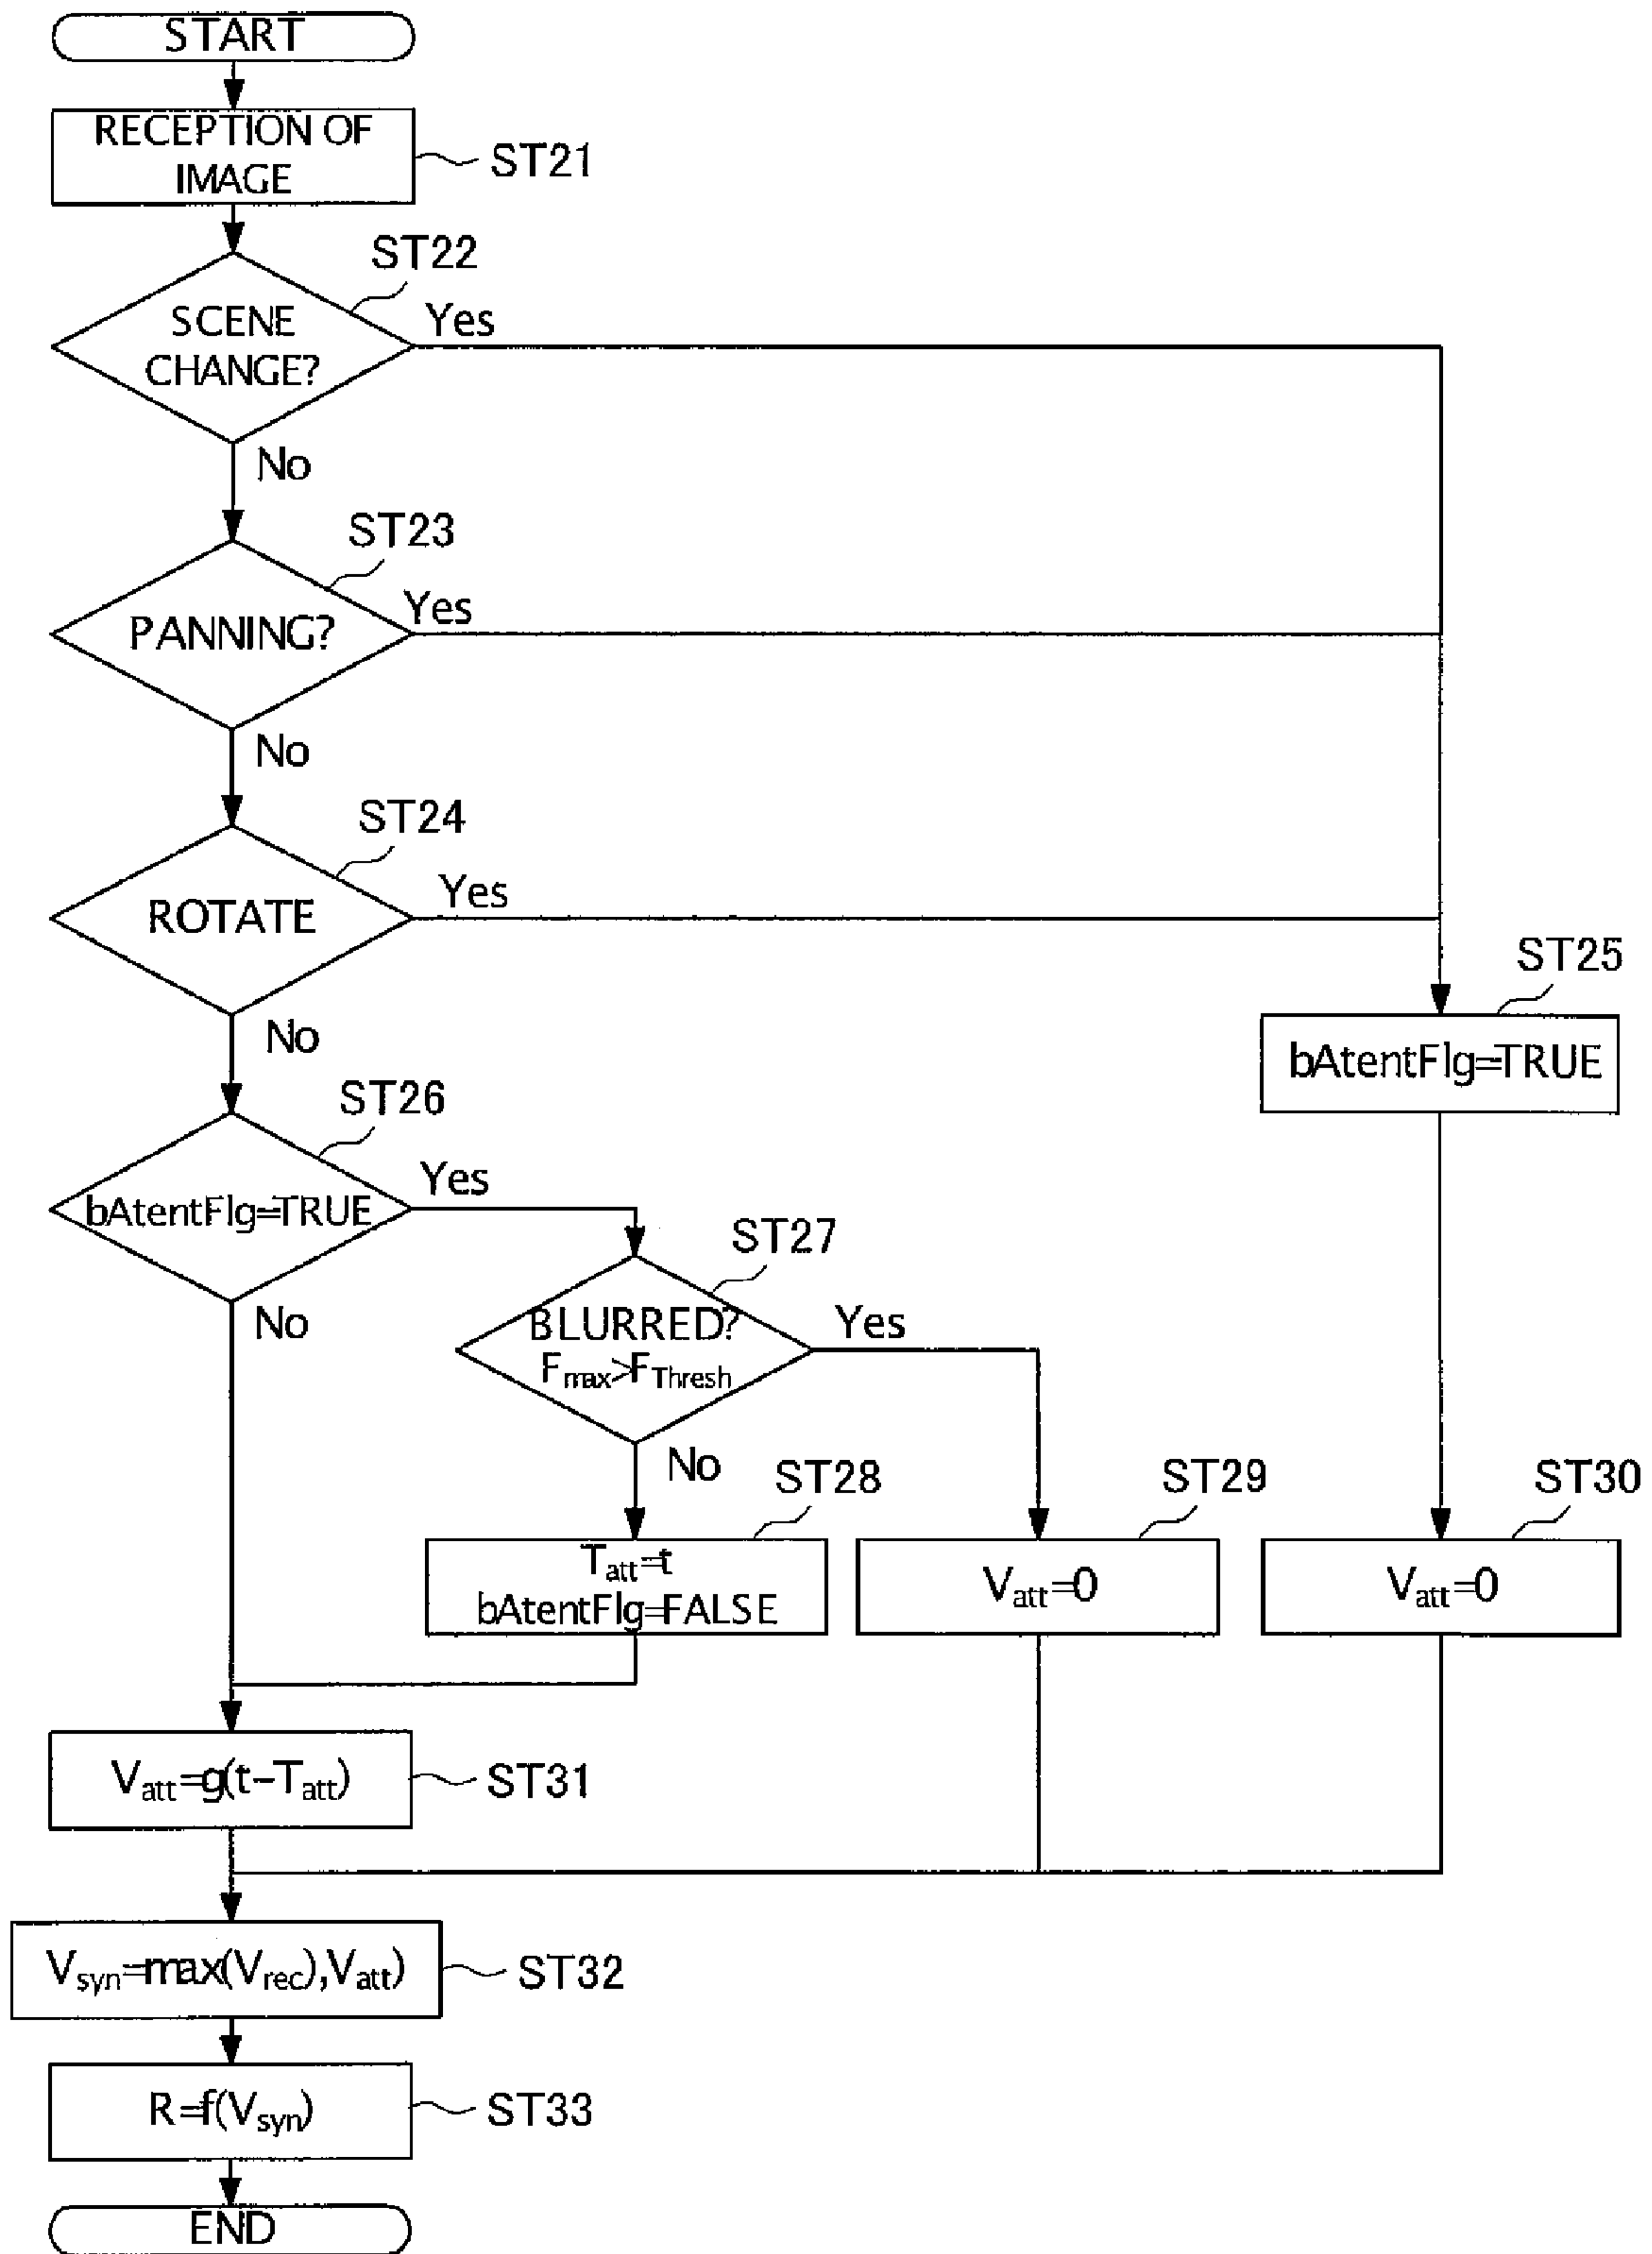 START
RECEPTION OF
IMAGE
ST21
ST22
SCENE
CHANGE?
Yes
No
ST23
PANNING?
Yes
No
ST24
ROTATE
Yes
No
ST25
bAtentFlg=TRUE
ST26
bAtentFlg=TRUE
Yes
No
ST27
BLURRED?
Fmax>FThresh
Yes
No
ST28
Tatt=t
bAtentFlg=FALSE
ST29
Vatt=0
ST30
Vatt=0
Vatt=g(t-Tatt)
ST31
Vsyn=max(Vrec),Vatt)
ST32
R=f(Vsyn)
ST33
END